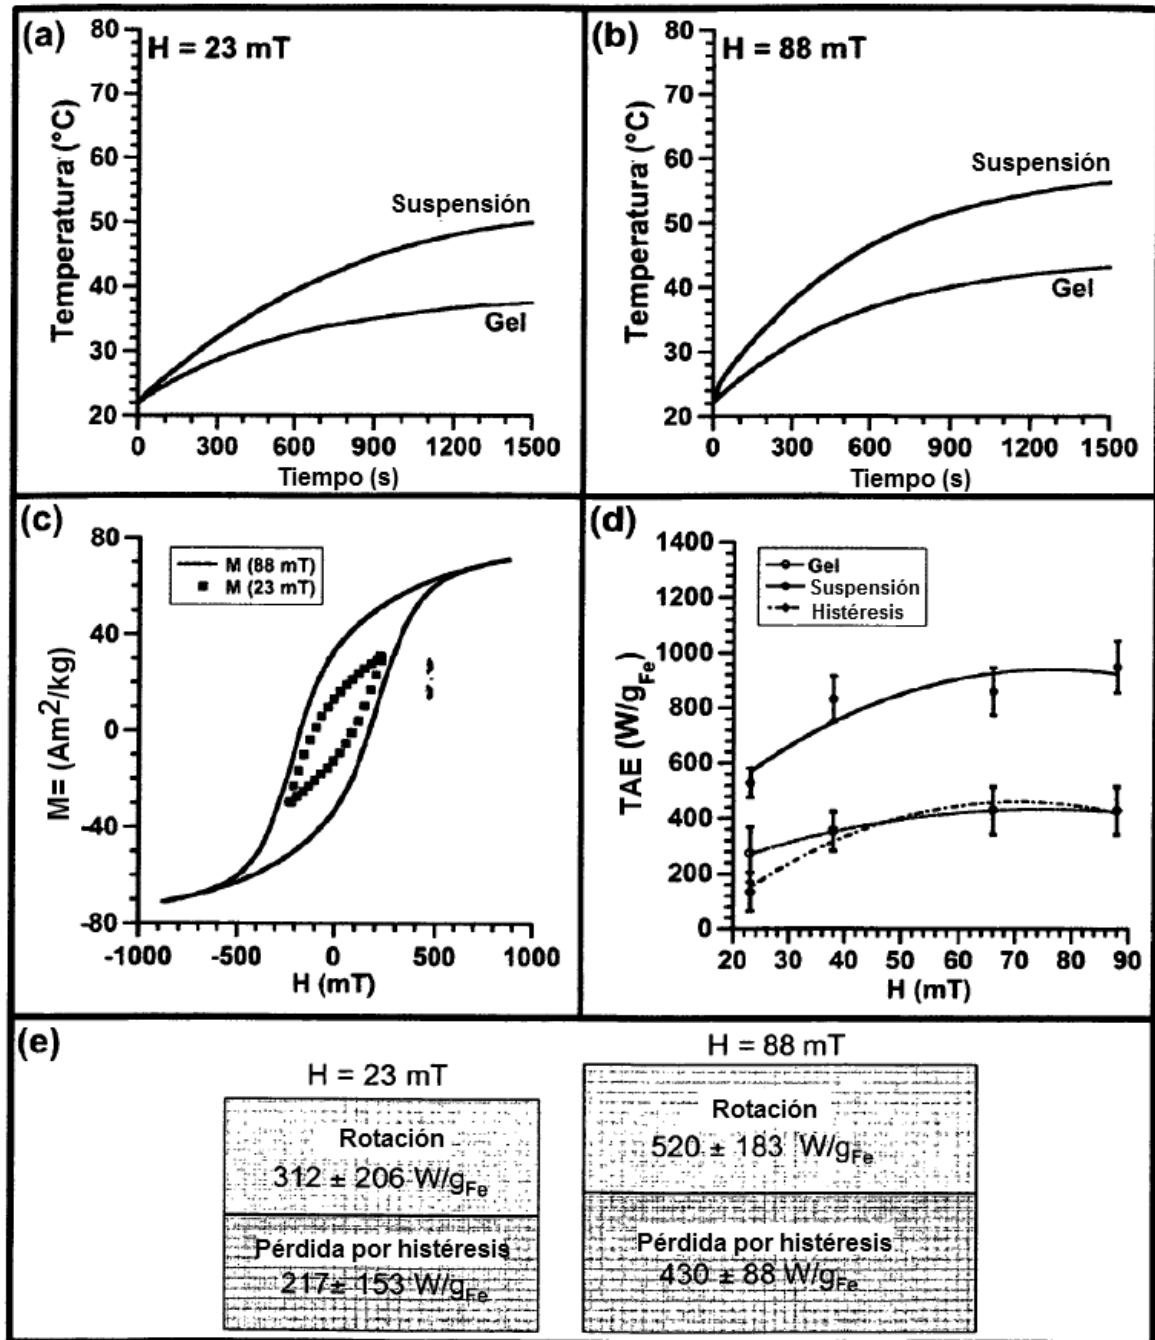 (a)
H = 23 mT
80
70
60
50
40
30
20
Temperatura (°C)
Suspensión
Gel
0 300 600 900 1200 1500
Tiempo (s)
(b)
H = 88 mT
80
70
60
50
40
30
20
Temperatura (°C)
Suspensión
Gel
0 300 600 900 1200 1500
Tiempo (s)
(c)
80
40
0
-40
-80
M= (Am²/kg)
M (88 mT)
M (23 mT)
-1000 -500 0 500 1000
H (mT)
(d)
1400
1200
1000
800
600
400
200
0
TAE (W/gFe)
Gel
Suspensión
Histéresis
20 30 40 50 60 70 80 90
H (mT)
(e)
H = 23 mT
Rotación
312 ± 206 W/gFe
Pérdida por histéresis
217± 153 W/gFe
H = 88 mT
Rotación
520 ± 183 W/gFe
Pérdida por histéresis
430 ± 88 W/gFe